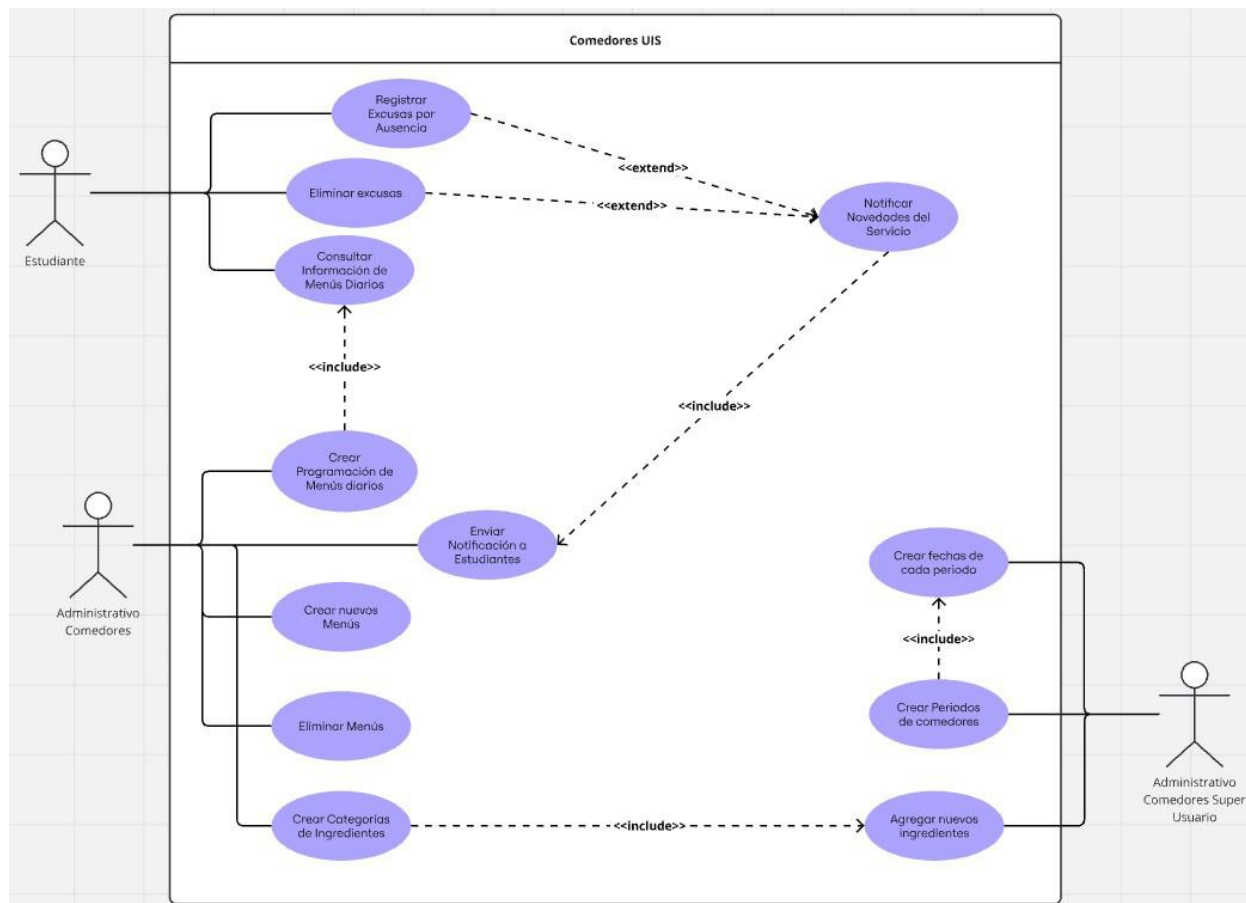 Comedores UIS
Registrar
Excusas por
Ausencia
<<extend>>
Eliminar excusas
<<extend>>
Notificar
Novedades del
Servicio
Estudiante
Consultar
Información de
Menús Diarios
<<include>>
<<include>>
Crear
Programación de
Menús diarios
Enviar
Notificación a
Estudiantes
Crear fechas de
cada periodo
Administrativo
Comedores
Crear nuevos
Menús
<<include>>
Eliminar Menús
Crear Periodos
de comedores
Administrativo
Comedores Super
Usuario
Crear Categorías
de Ingredientes
<<include>>
Agregar nuevos
ingredientes